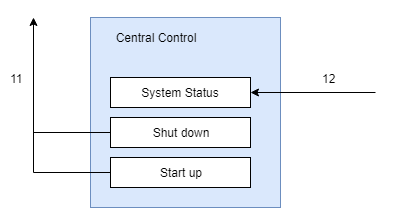 Central Control
11
12
System Status
Shut down
Start up